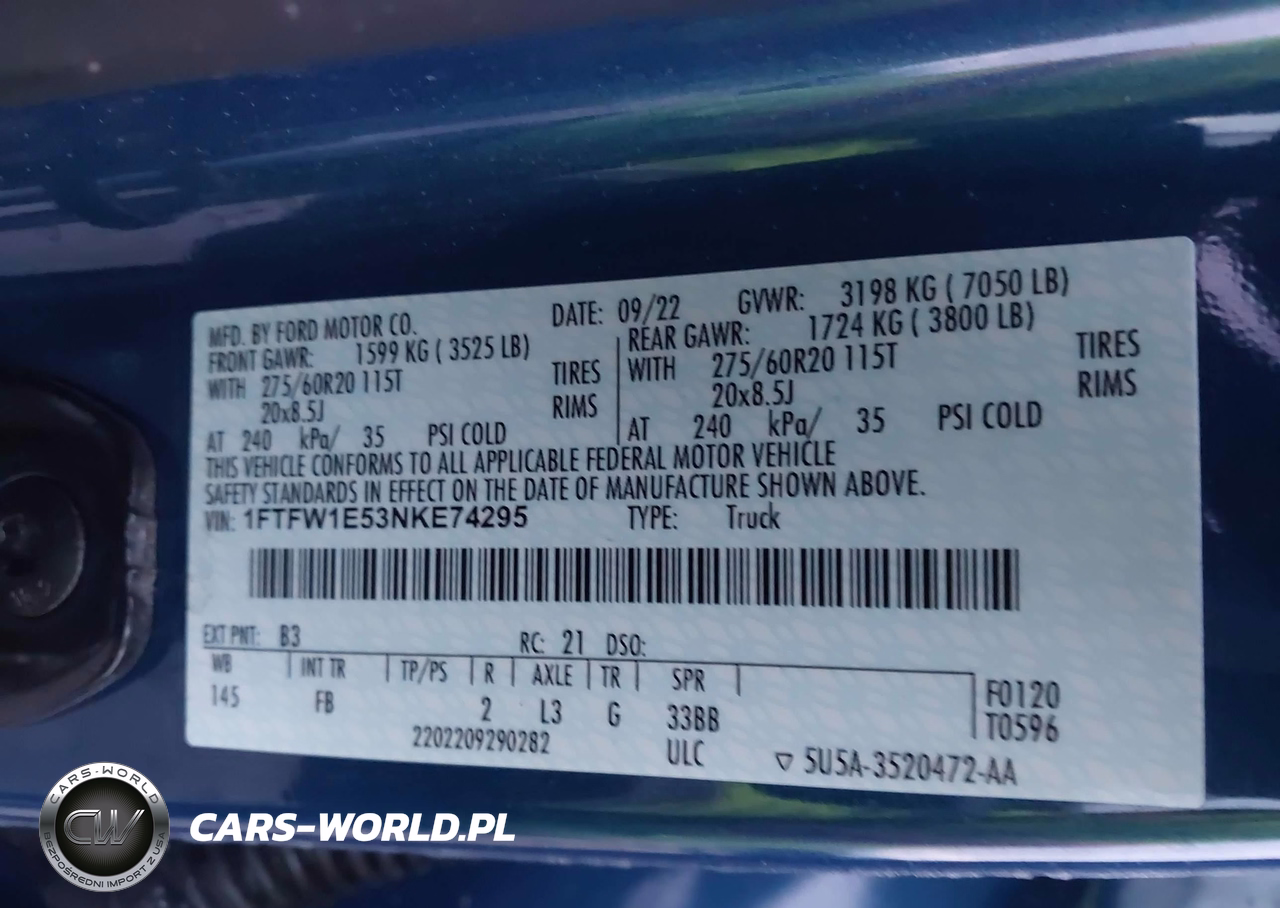 MFD. BY FORD MOTOR CO. DATE: 09/22 GVWR: 3198 KG ( 7050 LB)
FRONT GAWR: 1599 KG ( 3525 LB) REAR GAWR: 1724 KG ( 3800 LB)
WITH 275/60R20 115T TIRES WITH 275/60R20 115T TIRES
20x8.5J RIMS 20x8.5J RIMS
AT 240 kPa/ 35 PSI COLD AT 240 kPa/ 35 PSI COLD
THIS VEHICLE CONFORMS TO ALL APPLICABLE FEDERAL MOTOR VEHICLE
SAFETY STANDARDS IN EFFECT ON THE DATE OF MANUFACTURE SHOWN ABOVE.
VIN: 1FTFW1E53NKE74295 TYPE: Truck
EXT PNT: B3 RC: 21 DSO:
WB INT TR TP/PS R AXLE TR SPR
145 FB 2 L3 G 33BB
F0120
T0596
2202209290282 ULC ▽ 5U5A-3520472-AA
CARS-WORLD
CW
BEZPOŚREDNI IMPORT Z USA
CARS-WORLD.PL